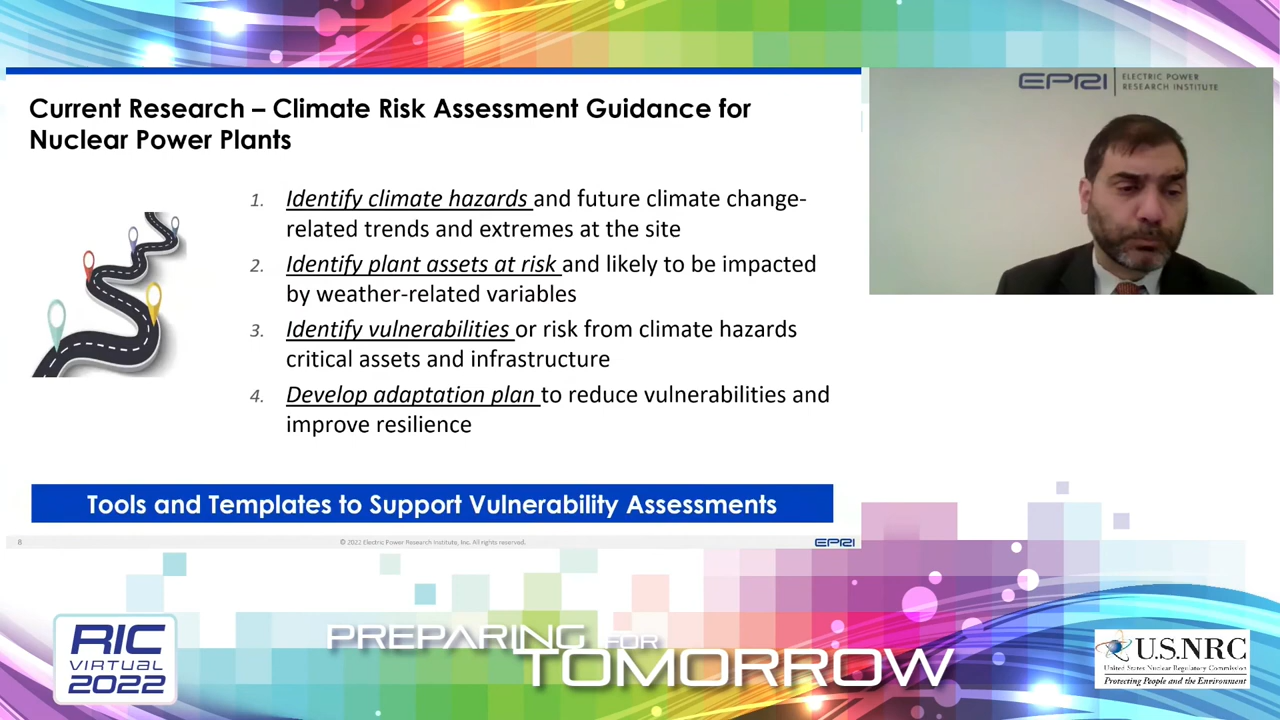 Current Research – Climate Risk Assessment Guidance for
Nuclear Power Plants
1. Identify climate hazards and future climate change-
related trends and extremes at the site
2. Identify plant assets at risk and likely to be impacted
by weather-related variables
3. Identify vulnerabilities or risk from climate hazards
critical assets and infrastructure
4. Develop adaptation plan to reduce vulnerabilities and
improve resilience
Tools and Templates to Support Vulnerability Assessments
8
© 2022 Electric Power Research Institute, Inc. All rights reserved.
EPRI
EPRI
ELECTRIC POWER
RESEARCH INSTITUTE
RIC
VIRTUAL
2022
PREPARING FOR
TOMORROW
U.S.NRC
United States Nuclear Regulatory Commission
Protecting People and the Environment